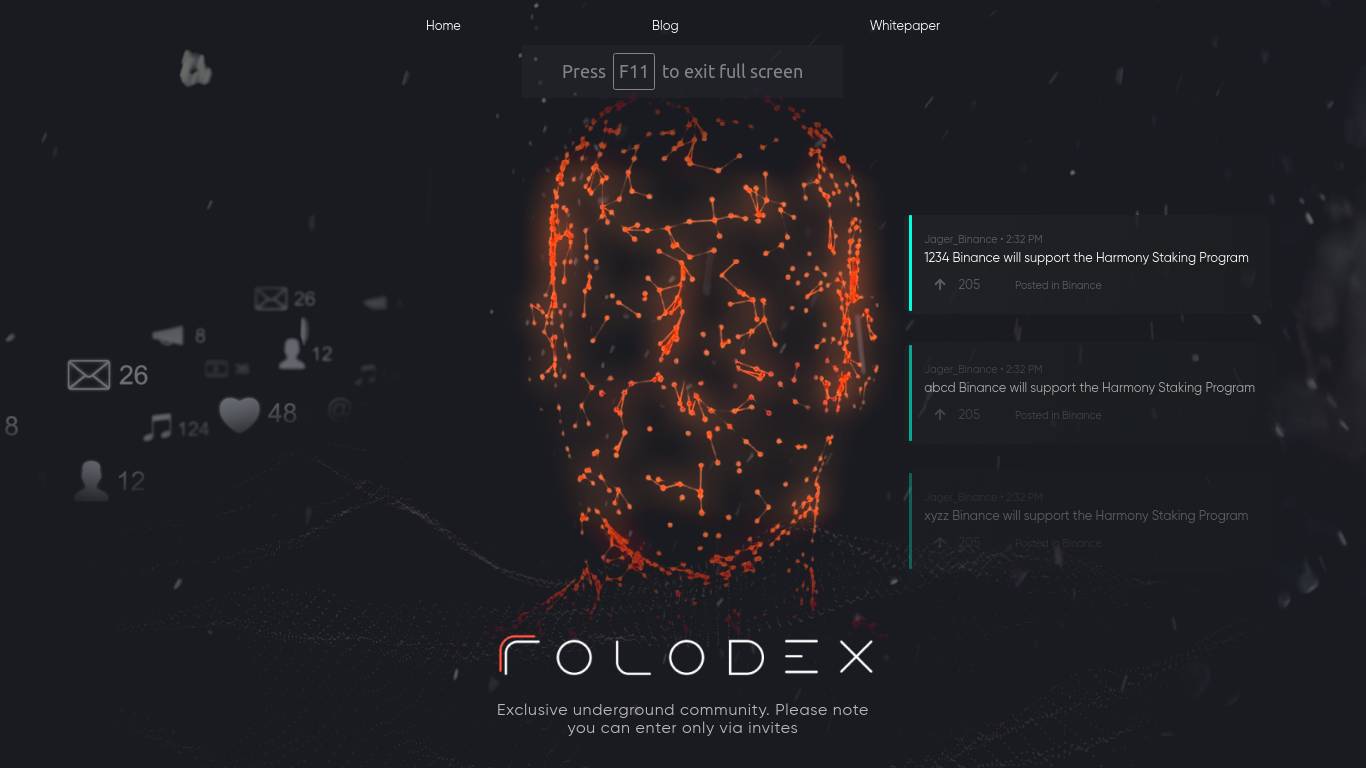 Home
Blog
Whitepaper
Press F11 to exit full screen
Jager_Binance • 2:32 PM
1234 Binance will support the Harmony Staking Program
205 Posted in Binance
26
8
12
36
26
48
124
8
12
Jager_Binance • 2:32 PM
abcd Binance will support the Harmony Staking Program
205 Posted in Binance
Jager_Binance • 2:32 PM
xyzz Binance will support the Harmony Staking Program
205 Posted in Binance
ROLODEX
Exclusive underground community. Please note
you can enter only via invites